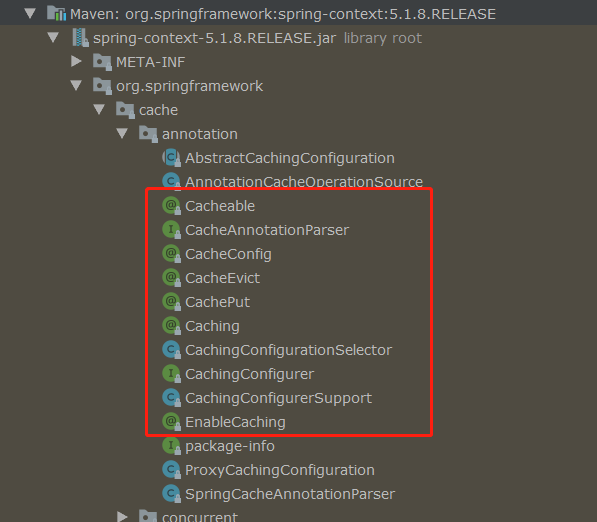 Maven: org.springframework:spring-context:5.1.8.RELEASE
spring-context-5.1.8.RELEASE.jar library root
META-INF
org.springframework
cache
annotation
AbstractCachingConfiguration
AnnotationCacheOperationSource
Cacheable
CacheAnnotationParser
CacheConfig
CacheEvict
CachePut
Caching
CachingConfigurationSelector
CachingConfigurer
CachingConfigurerSupport
EnableCaching
package-info
ProxyCachingConfiguration
SpringCacheAnnotationParser
concurrent